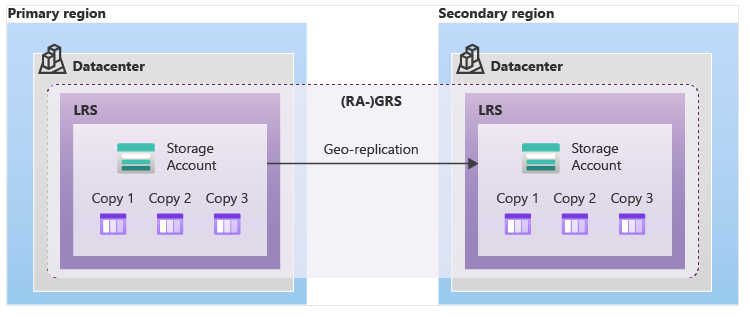 Primary region
Secondary region
Datacenter
Datacenter
(RA-)GRS
LRS
LRS
Storage
Account
Geo-replication
Storage
Account
Copy 1 Copy 2 Copy 3
Copy 1 Copy 2 Copy 3